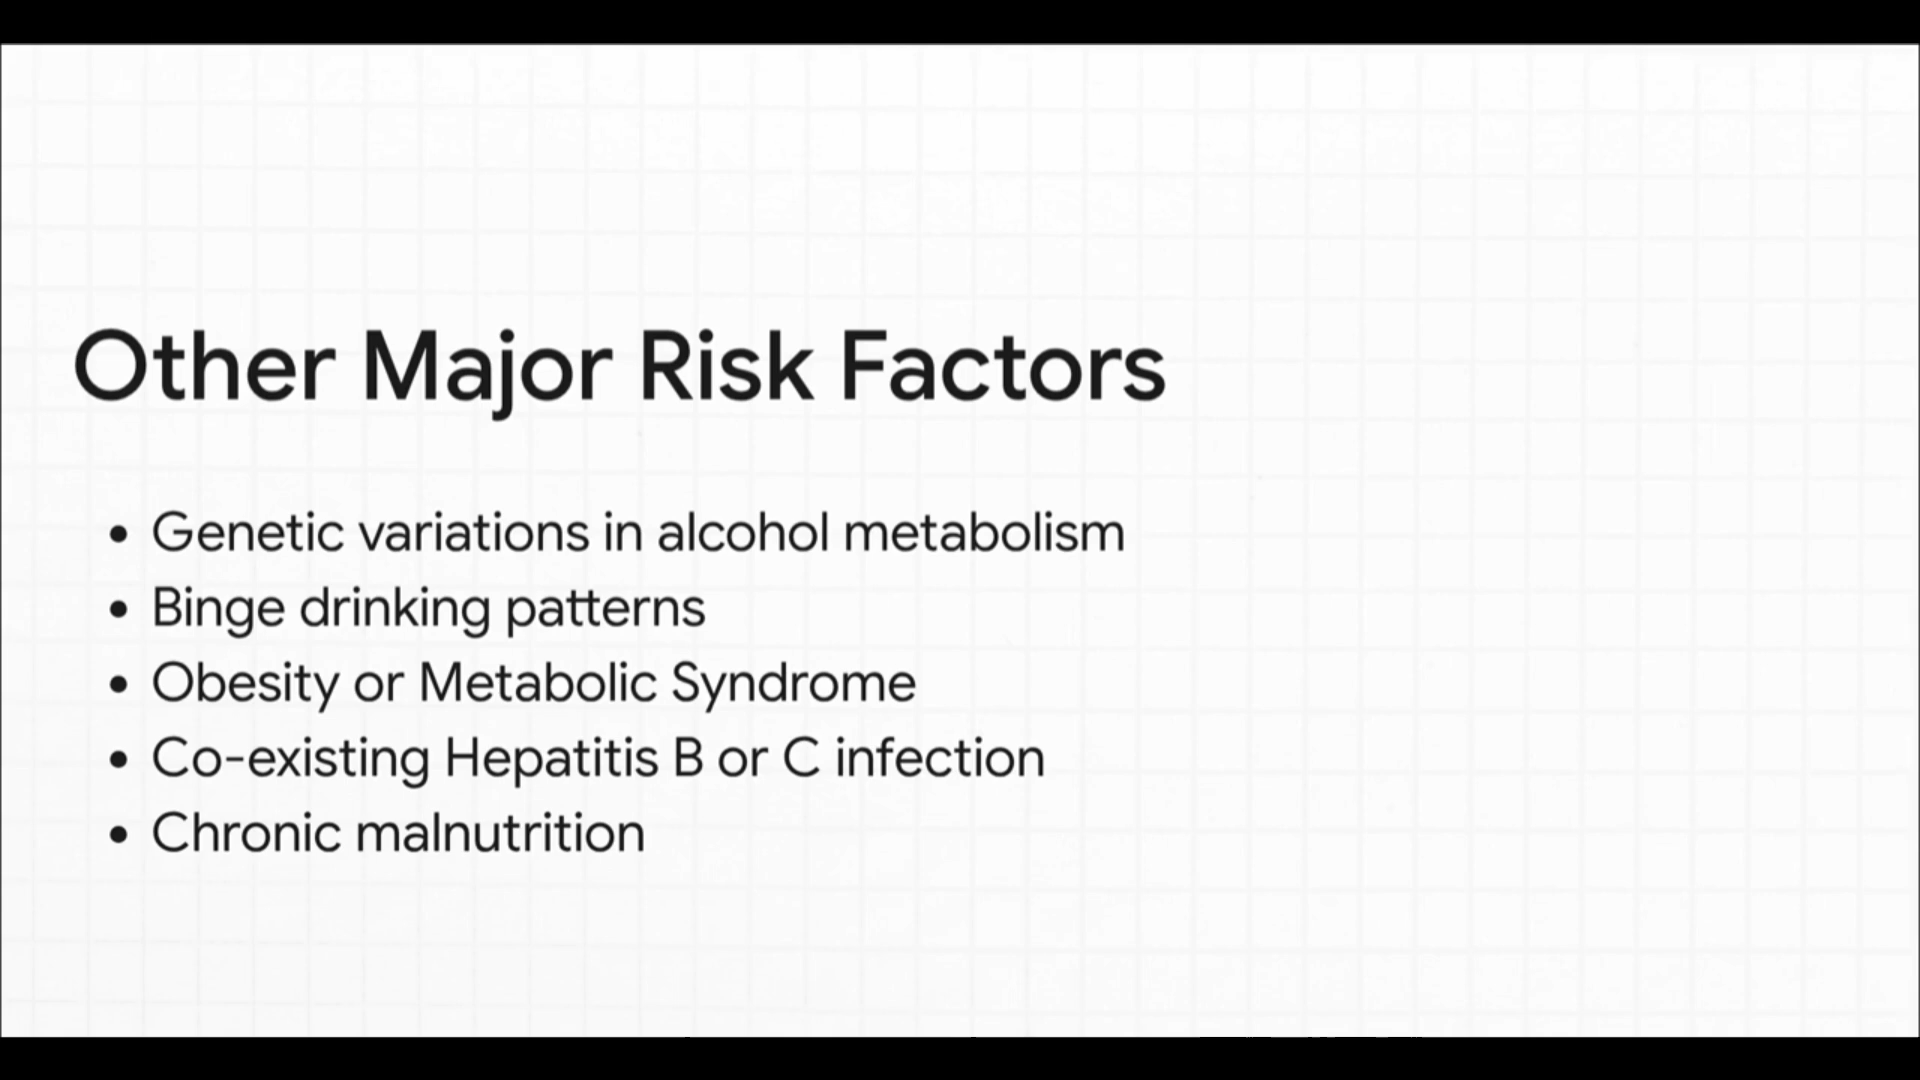 Other Major Risk Factors
• Genetic variations in alcohol metabolism
• Binge drinking patterns
• Obesity or Metabolic Syndrome
• Co-existing Hepatitis B or C infection
• Chronic malnutrition